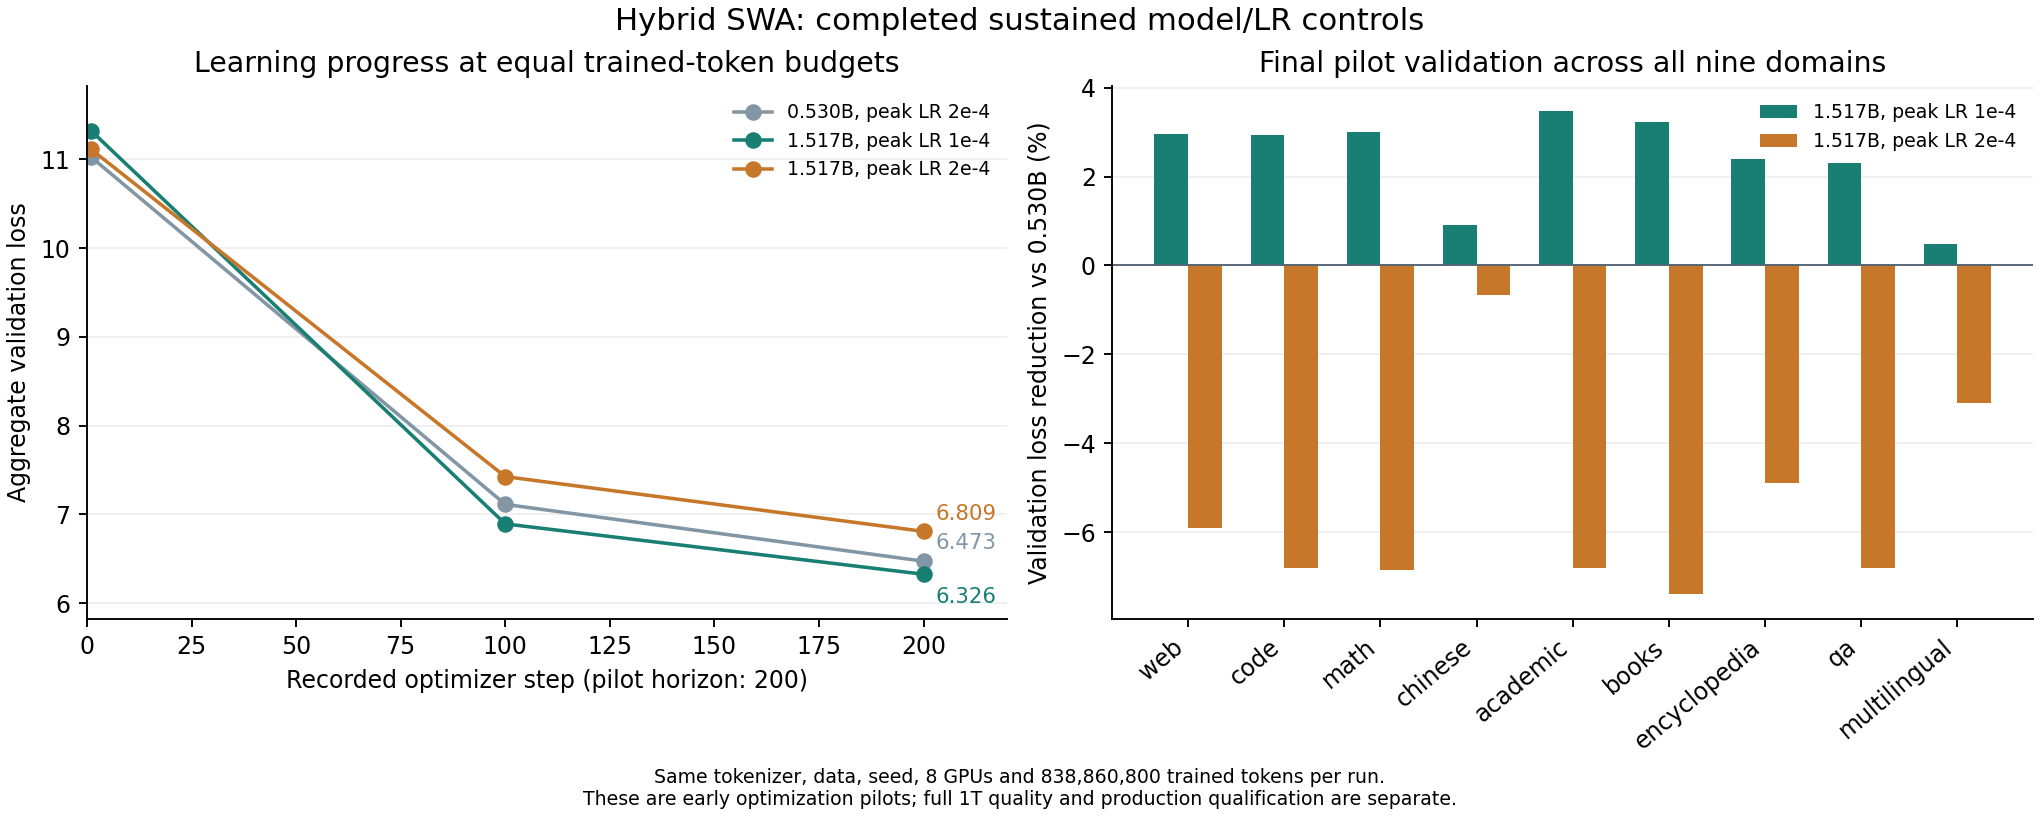 Hybrid SWA: completed sustained model/LR controls
Learning progress at equal trained-token budgets
Aggregate validation loss
11
10
9
8
7
6
0.530B, peak LR 2e-4
1.517B, peak LR 1e-4
1.517B, peak LR 2e-4
6.809
6.473
6.326
0 25 50 75 100 125 150 175 200
Recorded optimizer step (pilot horizon: 200)
Final pilot validation across all nine domains
Validation loss reduction vs 0.530B (%)
4
2
0
−2
−4
−6
1.517B, peak LR 1e-4
1.517B, peak LR 2e-4
web code math chinese academic books encyclopedia qa multilingual
Same tokenizer, data, seed, 8 GPUs and 838,860,800 trained tokens per run.
These are early optimization pilots; full 1T quality and production qualification are separate.